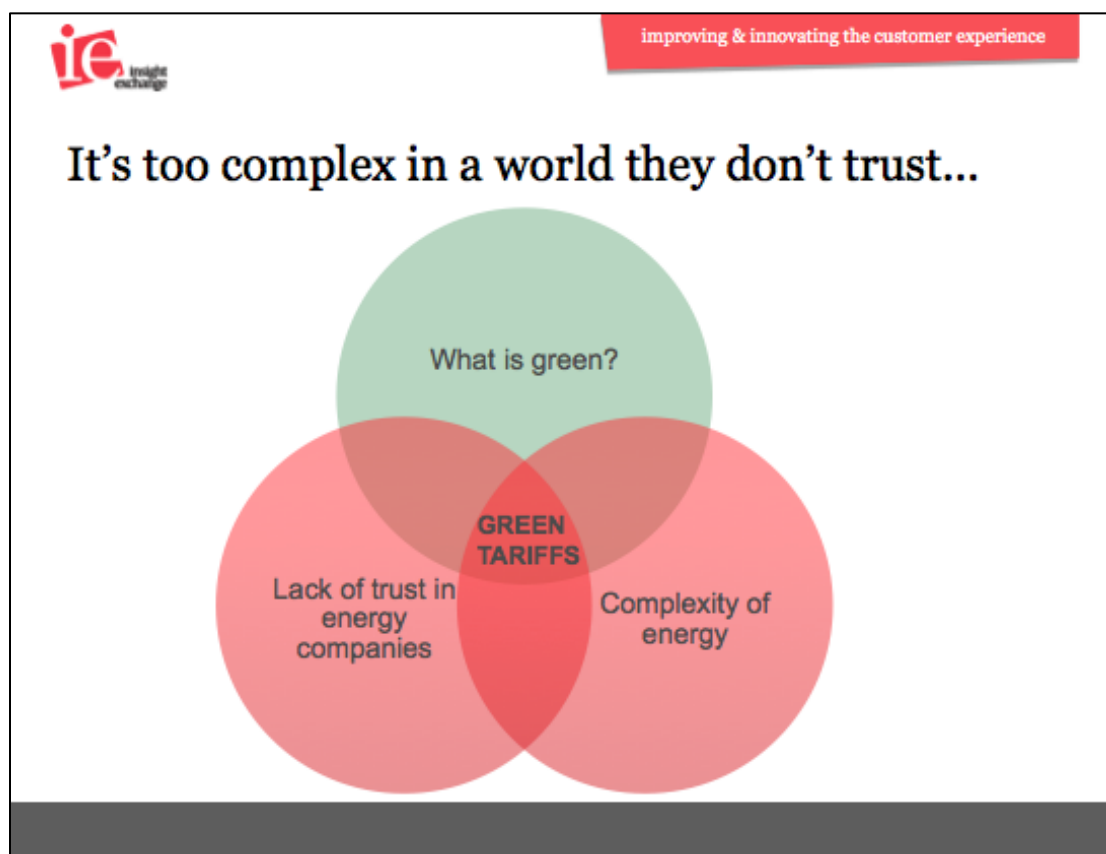 ie insight
exchange
improving & innovating the customer experience
It’s too complex in a world they don’t trust...
What is green?
GREEN
TARIFFS
Lack of trust in
energy
companies
Complexity of
energy